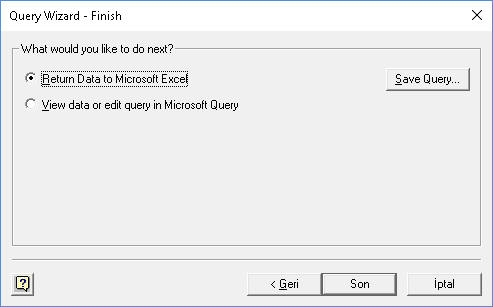 Query Wizard - Finish
What would you like to do next?
Return Data to Microsoft Excel
Save Query...
View data or edit query in Microsoft Query
< Geri
Son
İptal